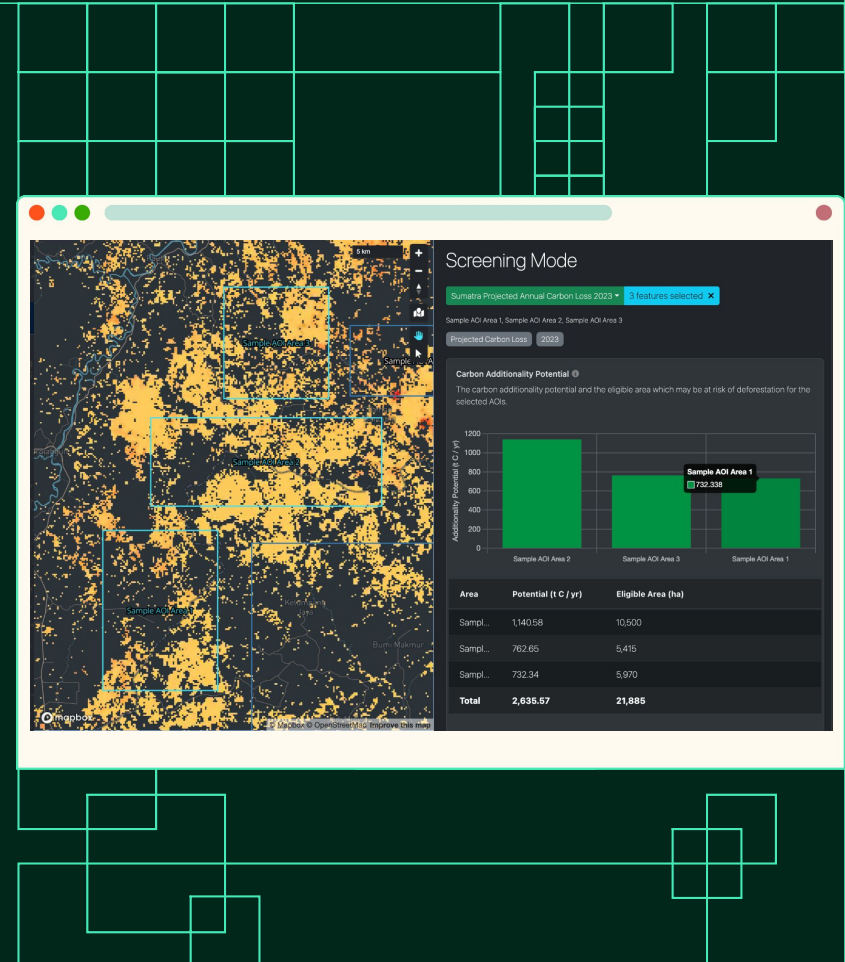 5 km
Sample AOI Area 3
Sample
Sample AOI Area 2
Sample AOI Area 1
Bumi Makmur
mapbox
© Mapbox © OpenStreetMap Improve this map
Screening Mode
Sumatra Projected Annual Carbon Loss 2023
3 features selected ×
Sample AOI Area 1, Sample AOI Area 2, Sample AOI Area 3
Projected Carbon Loss
2023
Carbon Additionality Potential
The carbon additionality potential and the eligible area which may be at risk of deforestation for the
selected AOIs.
Additionality Potential (t C / yr)
1200
1000
800
600
400
200
0
Sample AOI Area 1
732.338
Sample AOI Area 2
Sample AOI Area 3
Sample AOI Area 1
Area Potential (t C / yr) Eligible Area (ha)
Sampl... 1,140.58 10,500
Sampl... 762.65 5,415
Sampl... 732.34 5,970
Total 2,635.57 21,885